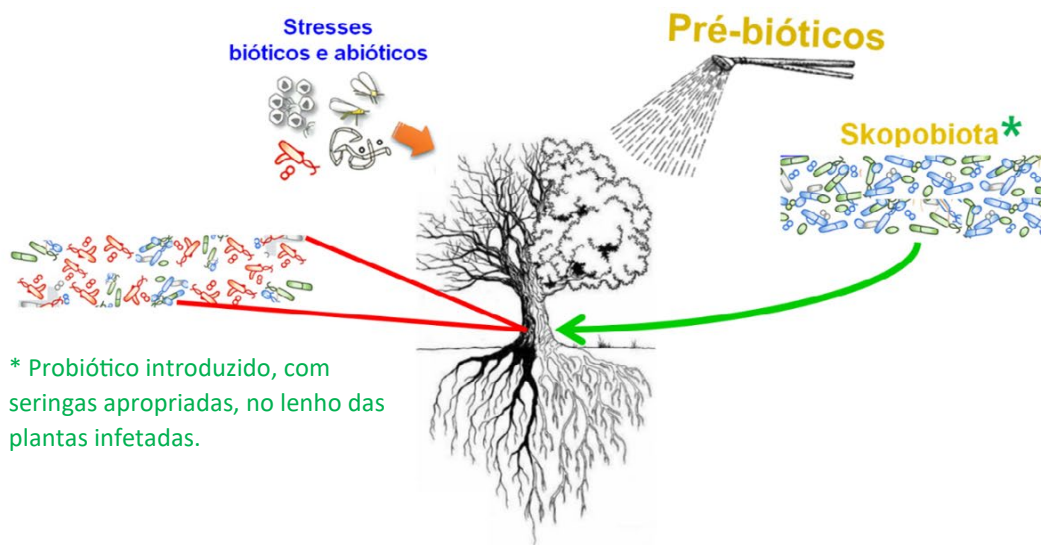 Stresses
bióticos e abióticos
Pré-bióticos
Skopobiota*
* Probiótico introduzido, com
seringas apropriadas, no lenho das
plantas infetadas.